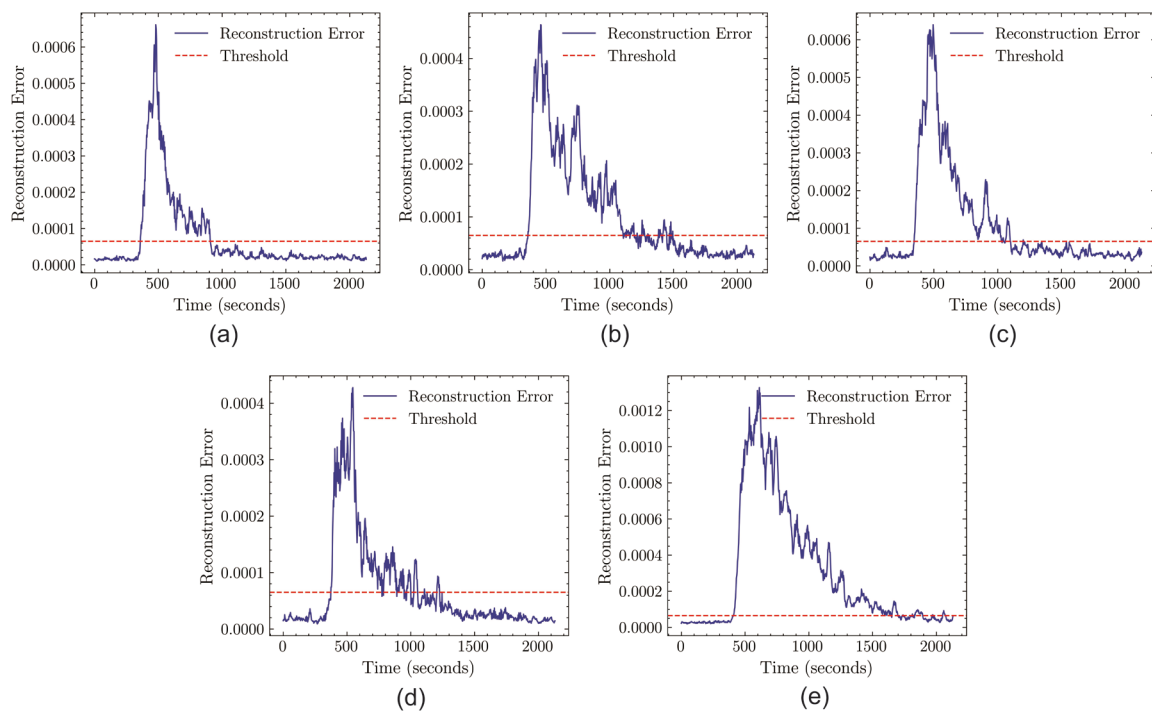 Reconstruction Error
Threshold
0.0006
0.0005
0.0004
0.0003
0.0002
0.0001
0.0000
Reconstruction Error
0 500 1000 1500 2000
Time (seconds)
(a)
Reconstruction Error
Threshold
0.0004
0.0003
0.0002
0.0001
0.0000
Reconstruction Error
0 500 1000 1500 2000
Time (seconds)
(b)
Reconstruction Error
Threshold
0.0006
0.0005
0.0004
0.0003
0.0002
0.0001
0.0000
Reconstruction Error
0 500 1000 1500 2000
Time (seconds)
(c)
Reconstruction Error
Threshold
0.0004
0.0003
0.0002
0.0001
0.0000
Reconstruction Error
0 500 1000 1500 2000
Time (seconds)
(d)
Reconstruction Error
Threshold
0.0012
0.0010
0.0008
0.0006
0.0004
0.0002
0.0000
Reconstruction Error
0 500 1000 1500 2000
Time (seconds)
(e)